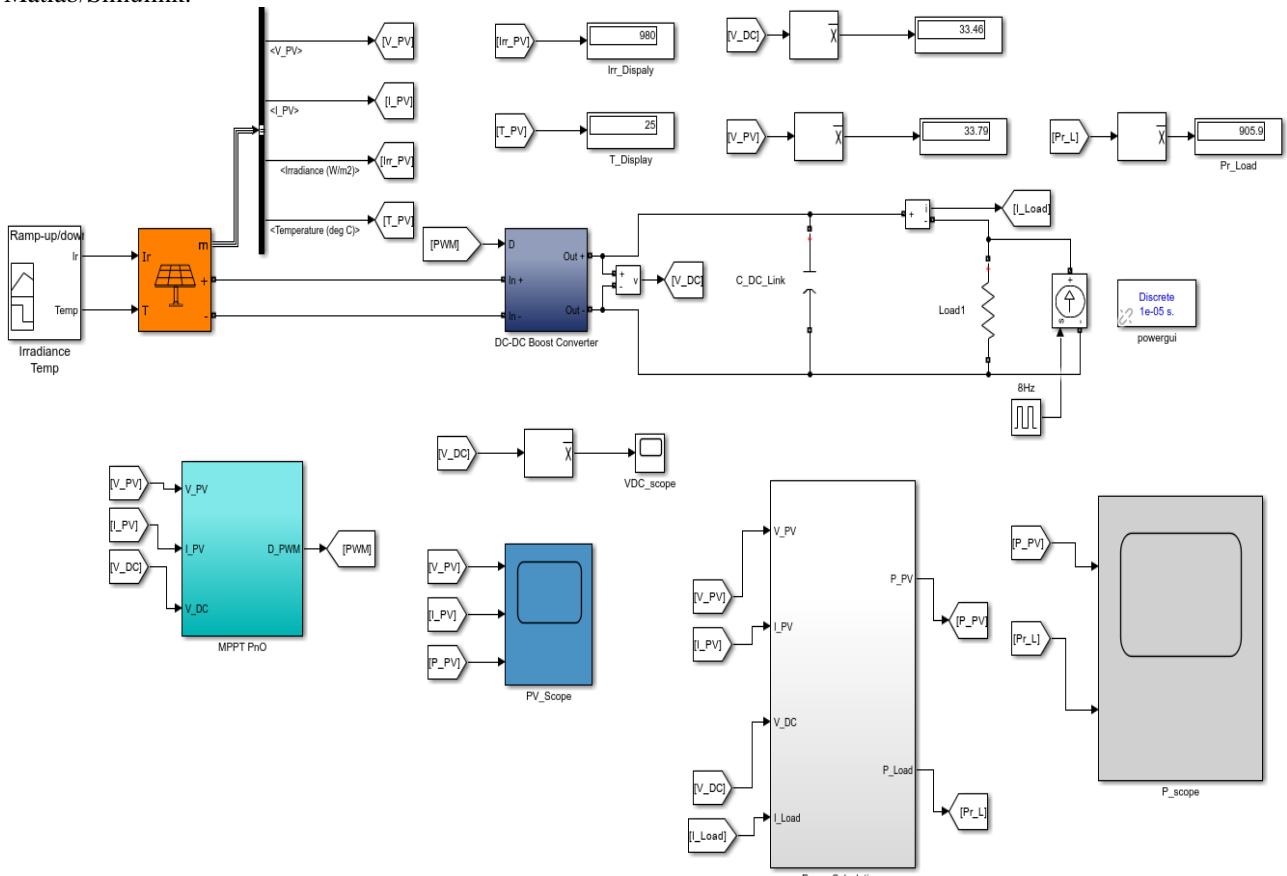 Matlab/Simulink.
<V_PV>
[V_PV]
<I_PV>
[I_PV]
<Irradiance (W/m2)>
[Irr_PV]
<Temperature (deg C)>
[T_PV]
[Irr_PV]
980
Irr_Dispaly
[T_PV]
25
T_Display
[V_DC]
X
33.46
[V_PV]
X
33.79
[Pr_L]
X
905.9
Pr_Load
Ramp-up/down
Ir
Temp
Irradiance
Temp
Ir
T
m
+
-
[PWM]
D
In +
In -
Out +
Out -
DC-DC Boost Converter
+
-
v
[V_DC]
+
C_DC_Link
+
i
-
[I_Load]
+
Load1
+
s
-
8Hz
Discrete
1e-05 s.
powergui
[V_PV]
[I_PV]
[V_DC]
V_PV
I_PV
V_DC
D_PWM
MPPT PnO
[PWM]
[V_DC]
X
VDC_scope
[V_PV]
[I_PV]
[P_PV]
PV_Scope
[V_PV]
[I_PV]
[V_DC]
[I_Load]
V_PV
I_PV
V_DC
I_Load
P_PV
P_Load
[P_PV]
[Pr_L]
[P_PV]
[Pr_L]
P_scope